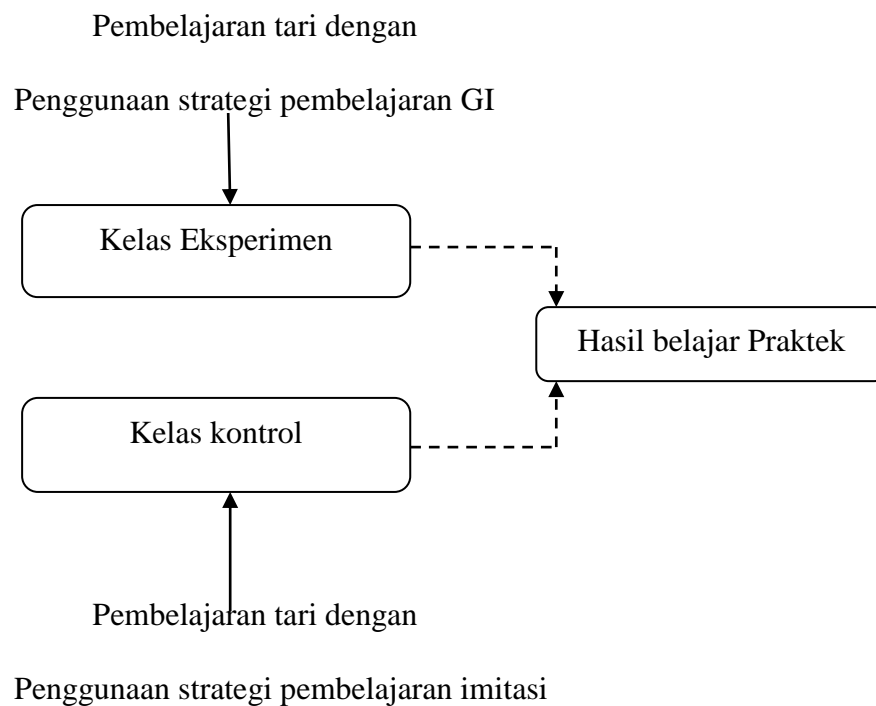 Pembelajaran tari dengan
Penggunaan strategi pembelajaran GI
Kelas Eksperimen
Hasil belajar Praktek
Kelas kontrol
Pembelajaran tari dengan
Penggunaan strategi pembelajaran imitasi